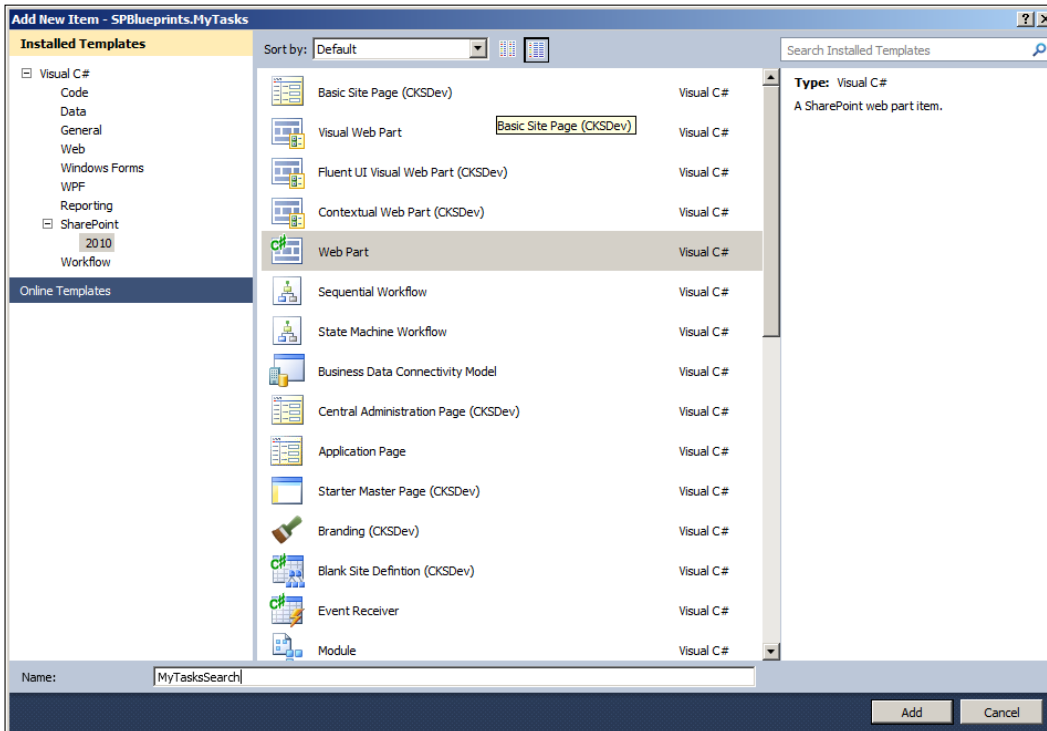 Add New Item - SPBlueprints.MyTasks
Installed Templates
Sort by: Default
Search Installed Templates
Visual C#
Code
Data
General
Web
Windows Forms
WPF
Reporting
SharePoint
2010
Workflow
Online Templates
Basic Site Page (CKSDev) Visual C#
Basic Site Page (CKSDev)
Visual Web Part Visual C#
Fluent UI Visual Web Part (CKSDev) Visual C#
Contextual Web Part (CKSDev) Visual C#
Web Part Visual C#
Sequential Workflow Visual C#
State Machine Workflow Visual C#
Business Data Connectivity Model Visual C#
Central Administration Page (CKSDev) Visual C#
Application Page Visual C#
Starter Master Page (CKSDev) Visual C#
Branding (CKSDev) Visual C#
Blank Site Defintion (CKSDev) Visual C#
Event Receiver Visual C#
Module Visual C#
Type: Visual C#
A SharePoint web part item.
Name: MyTasksSearch
Add Cancel